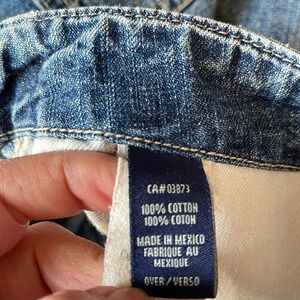 CA# 03873
100% COTTON
100% COTON
MADE IN MEXICO
FABRIQUE AU
MEXIQUE
OVER / VERSO